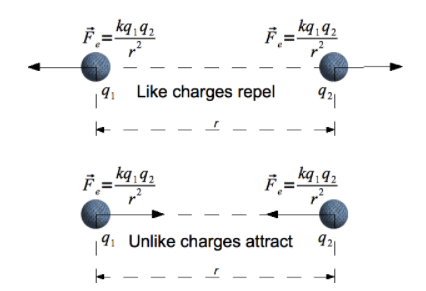 F⃗ₑ = kq₁q₂/r² F⃗ₑ = kq₁q₂/r²
q₁ Like charges repel q₂
r
F⃗ₑ = kq₁q₂/r² F⃗ₑ = kq₁q₂/r²
q₁ Unlike charges attract q₂
r